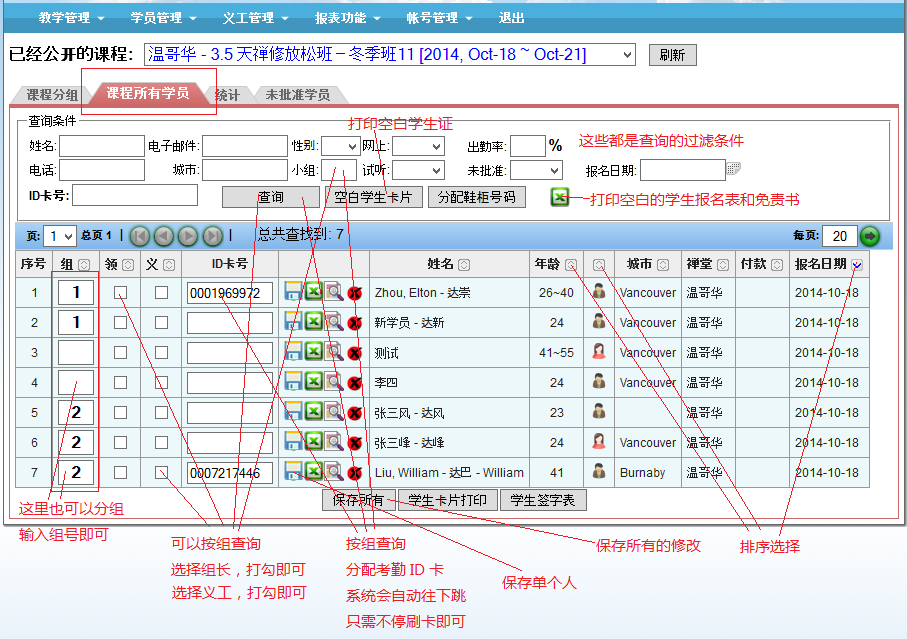 教学管理 学员管理 义工管理 报表功能 帐号管理 退出
已经公开的课程: 温哥华 - 3.5 天禅修放松班－冬季班11 [2014, Oct-18 ~ Oct-21] 刷新
课程分组 课程所有学员 统计 未批准学员
查询条件 打印空白学生证
姓名: 电子邮件: 性别: 网上: 出勤率: % 这些都是查询的过滤条件
电话: 城市: 小组: 试听: 未批准: 报名日期:
ID卡号: 查询 空白学生卡片 分配鞋柜号码 打印空白的学生报名表和免责书
页: 1 总页 1 | | 总共查找到: 7 每页: 20
序号 组 领 义 ID卡号 姓名 年龄 城市 禅堂 付款 报名日期
1 1 0001969972 Zhou, Elton - 达崇 26~40 Vancouver 温哥华 2014-10-18
2 1 新学员 - 达新 24 Vancouver 温哥华 2014-10-18
3 测试 41~55 Vancouver 温哥华 2014-10-18
4 李四 24 Vancouver 温哥华 2014-10-18
5 2 张三风 - 达风 23 温哥华 2014-10-18
6 2 张三峰 - 达峰 24 Vancouver 温哥华 2014-10-18
7 2 0007217446 Liu, William - 达巴 - William 41 Burnaby 温哥华 2014-10-18
保存所有 学生卡片打印 学生签字表
这里也可以分组
输入组号即可
可以按组查询
选择组长，打勾即可
选择义工，打勾即可
按组查询
分配考勤 ID 卡
系统会自动往下跳
只需不停刷卡即可
保存单个人
保存所有的修改
排序选择